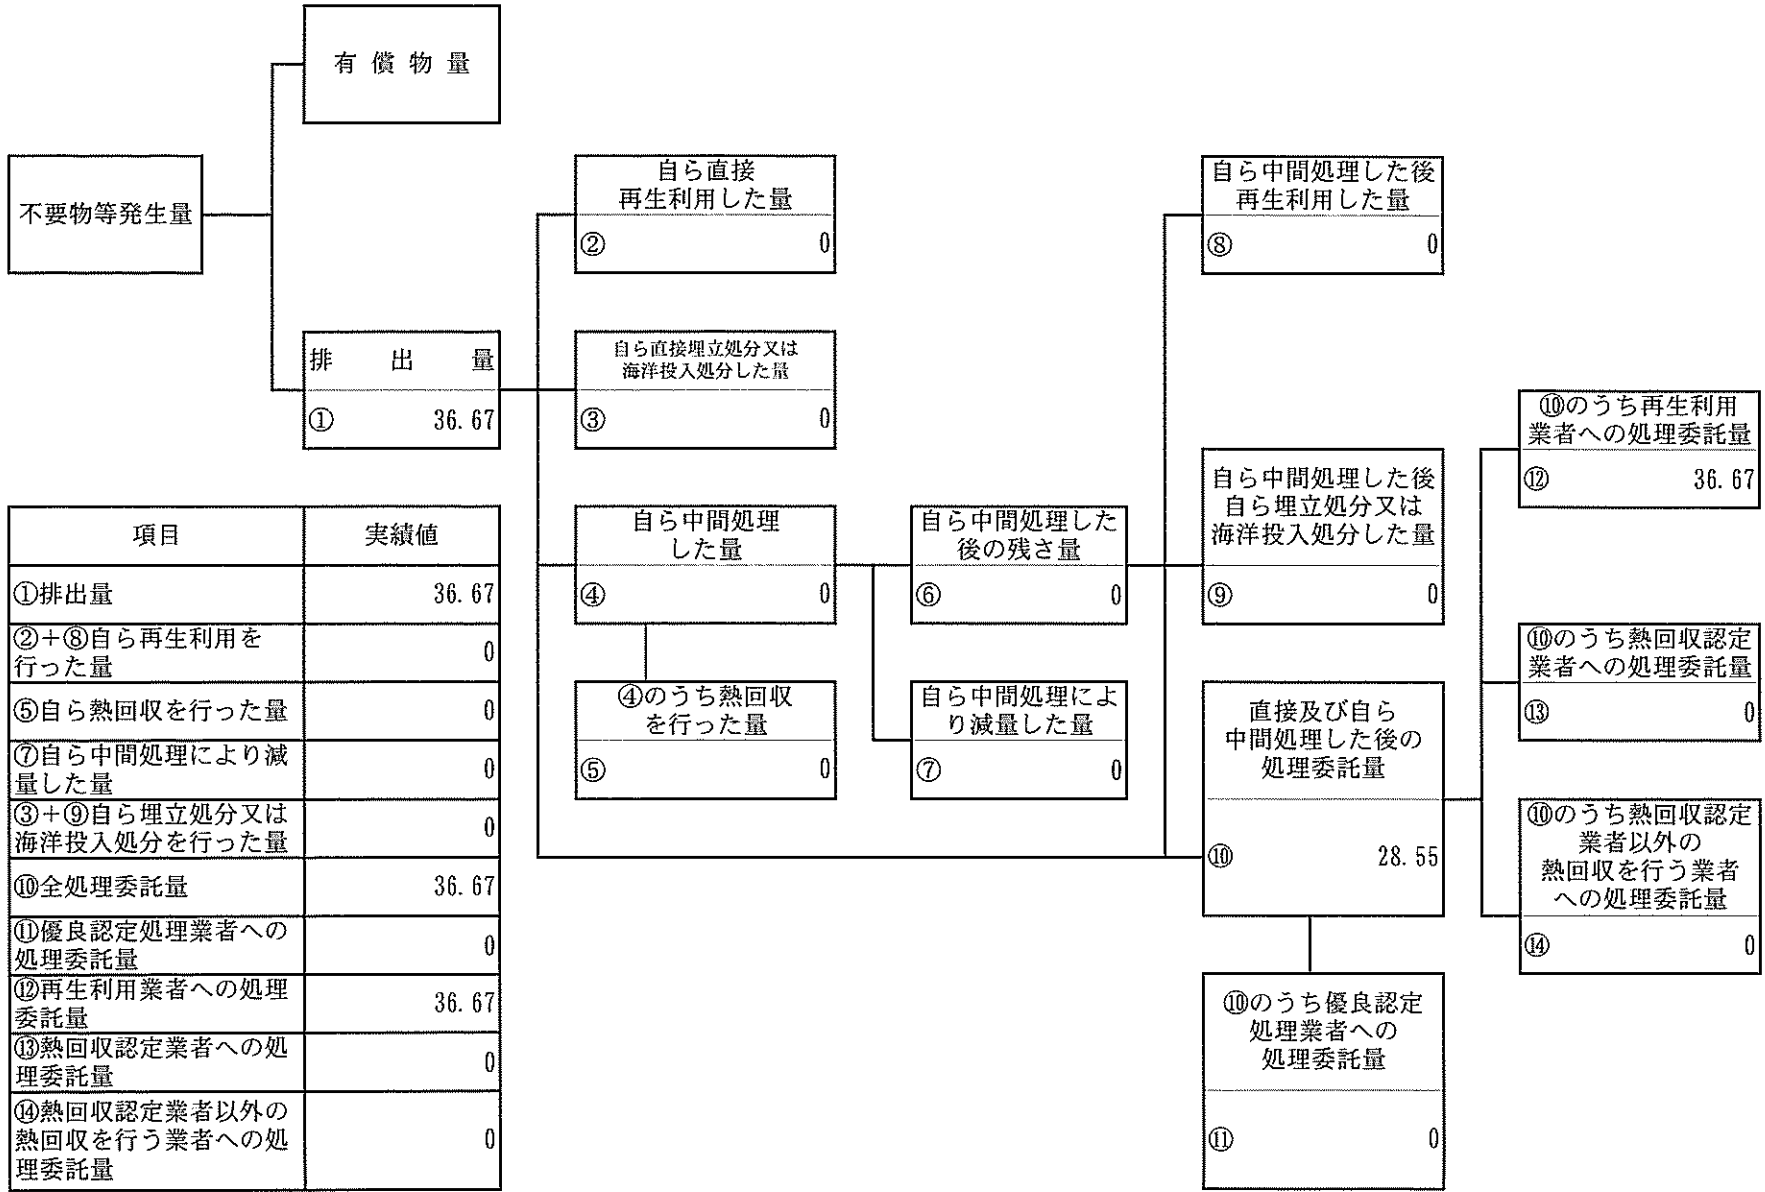 有償物量
不要物等発生量
排出量
① 36.67
自ら直接
再生利用した量
② 0
自ら直接埋立処分又は
海洋投入処分した量
③ 0
自ら中間処理
した量
④ 0
④のうち熱回収
を行った量
⑤ 0
自ら中間処理した
後の残さ量
⑥ 0
自ら中間処理によ
り減量した量
⑦ 0
自ら中間処理した後
再生利用した量
⑧ 0
自ら中間処理した後
自ら埋立処分又は
海洋投入処分した量
⑨ 0
直接及び自ら
中間処理した後の
処理委託量
⑩ 28.55
⑩のうち優良認定
処理業者への
処理委託量
⑪ 0
⑩のうち再生利用
業者への処理委託量
⑫ 36.67
⑩のうち熱回収認定
業者への処理委託量
⑬ 0
⑩のうち熱回収認定
業者以外の
熱回収を行う業者
への処理委託量
⑭ 0
項目 実績値
①排出量 36.67
②+⑧自ら再生利用を
行った量 0
⑤自ら熱回収を行った量 0
⑦自ら中間処理により減
量した量 0
③+⑨自ら埋立処分又は
海洋投入処分を行った量 0
⑩全処理委託量 36.67
⑪優良認定処理業者への
処理委託量 0
⑫再生利用業者への処理
委託量 36.67
⑬熱回収認定業者への処
理委託量 0
⑭熱回収認定業者以外の
熱回収を行う業者への処
理委託量 0